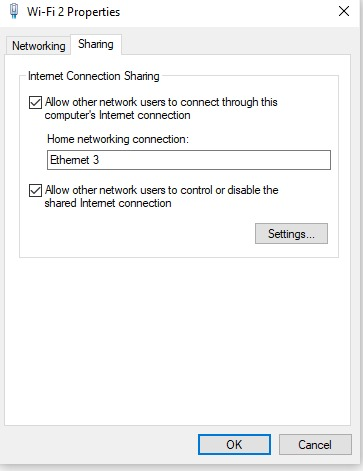 Wi-Fi 2 Properties
Networking
Sharing
Internet Connection Sharing
Allow other network users to connect through this
computer's Internet connection
Home networking connection:
Ethernet 3
Allow other network users to control or disable the
shared Internet connection
Settings...
OK
Cancel